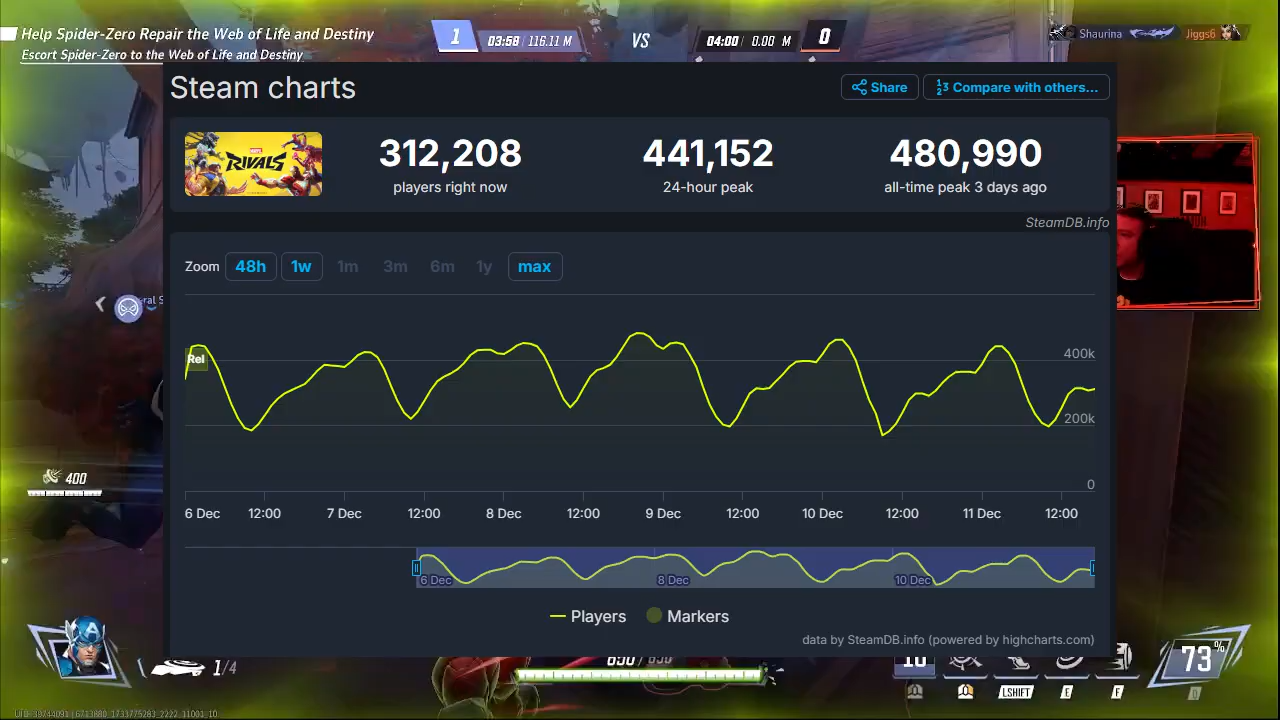 Help Spider-Zero Repair the Web of Life and Destiny
Escort Spider-Zero to the Web of Life and Destiny
1
03:58 / 116.11 M
VS
04:00 / 0.00 M
0
Shaurina
Jiggs6
Steam charts
Share
Compare with others...
MARVEL
RIVALS
312,208
players right now
441,152
24-hour peak
480,990
all-time peak 3 days ago
SteamDB.info
Zoom
48h
1w
1m
3m
6m
1y
max
Rel
400k
200k
0
6 Dec
12:00
7 Dec
12:00
8 Dec
12:00
9 Dec
12:00
10 Dec
12:00
11 Dec
12:00
6 Dec
8 Dec
10 Dec
Players
Markers
data by SteamDB.info (powered by highcharts.com)
400
1/4
650 / 650
LSHIFT
E
F
73%